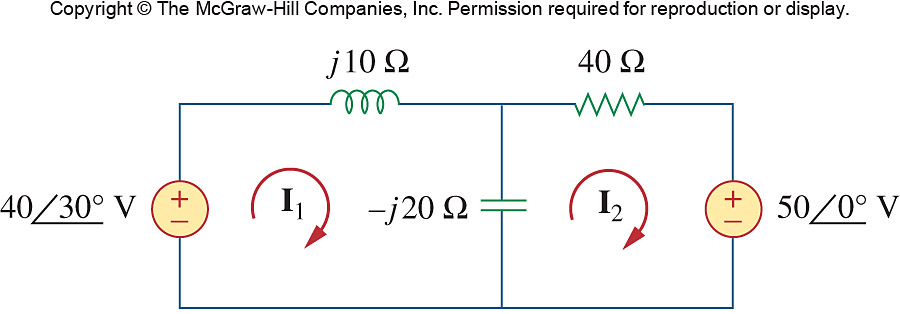 Copyright © The McGraw-Hill Companies, Inc. Permission required for reproduction or display.
j10 Ω 40 Ω
40∠30° V + − I₁ −j20 Ω I₂ + − 50∠0° V